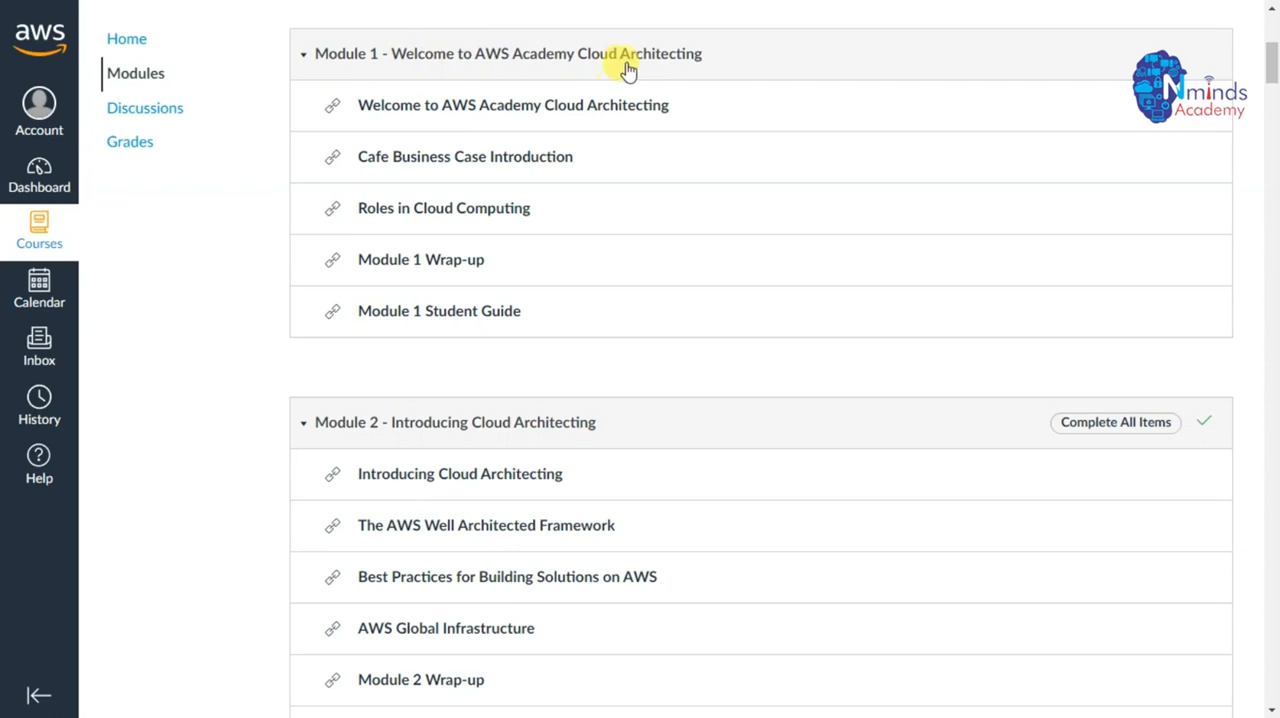 aws
Account
Dashboard
Courses
Calendar
Inbox
History
Help
Home
Modules
Discussions
Grades
Module 1 - Welcome to AWS Academy Cloud Architecting
Welcome to AWS Academy Cloud Architecting
Cafe Business Case Introduction
Roles in Cloud Computing
Module 1 Wrap-up
Module 1 Student Guide
Module 2 - Introducing Cloud Architecting
Complete All Items
Introducing Cloud Architecting
The AWS Well Architected Framework
Best Practices for Building Solutions on AWS
AWS Global Infrastructure
Module 2 Wrap-up
Nminds
Academy